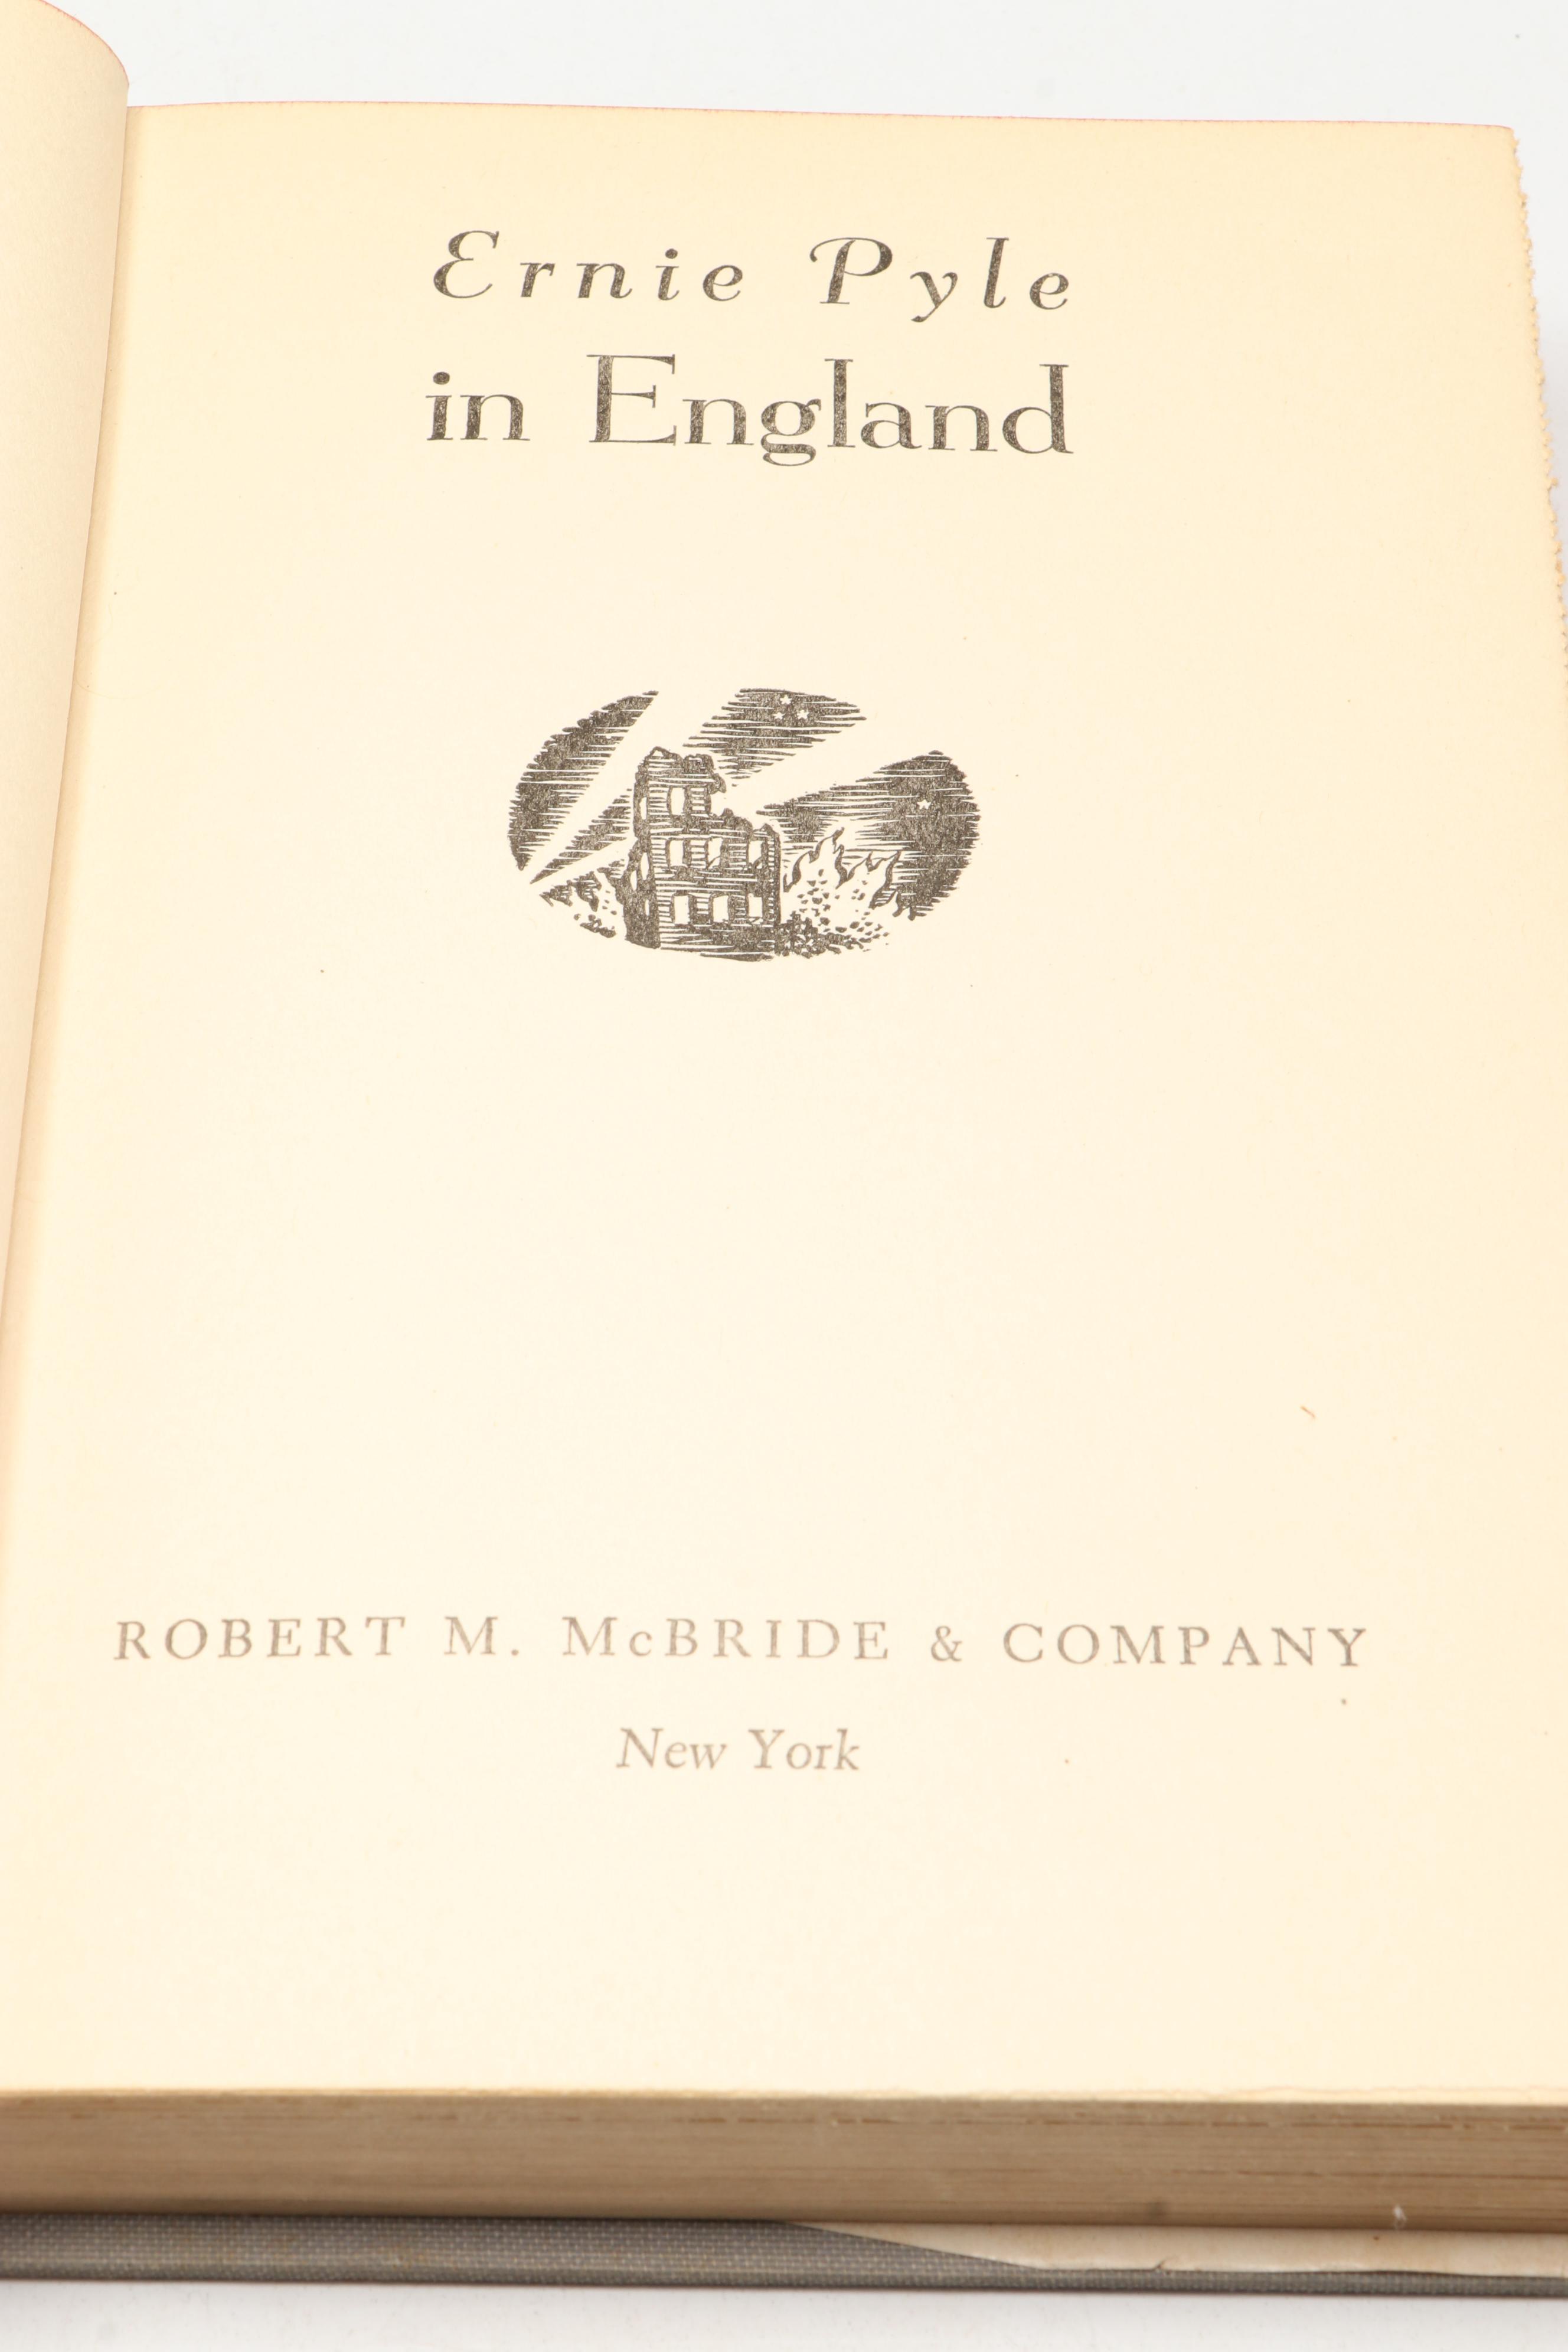 Ernie Pyle
in England
ROBERT M. McBRIDE & COMPANY
New York